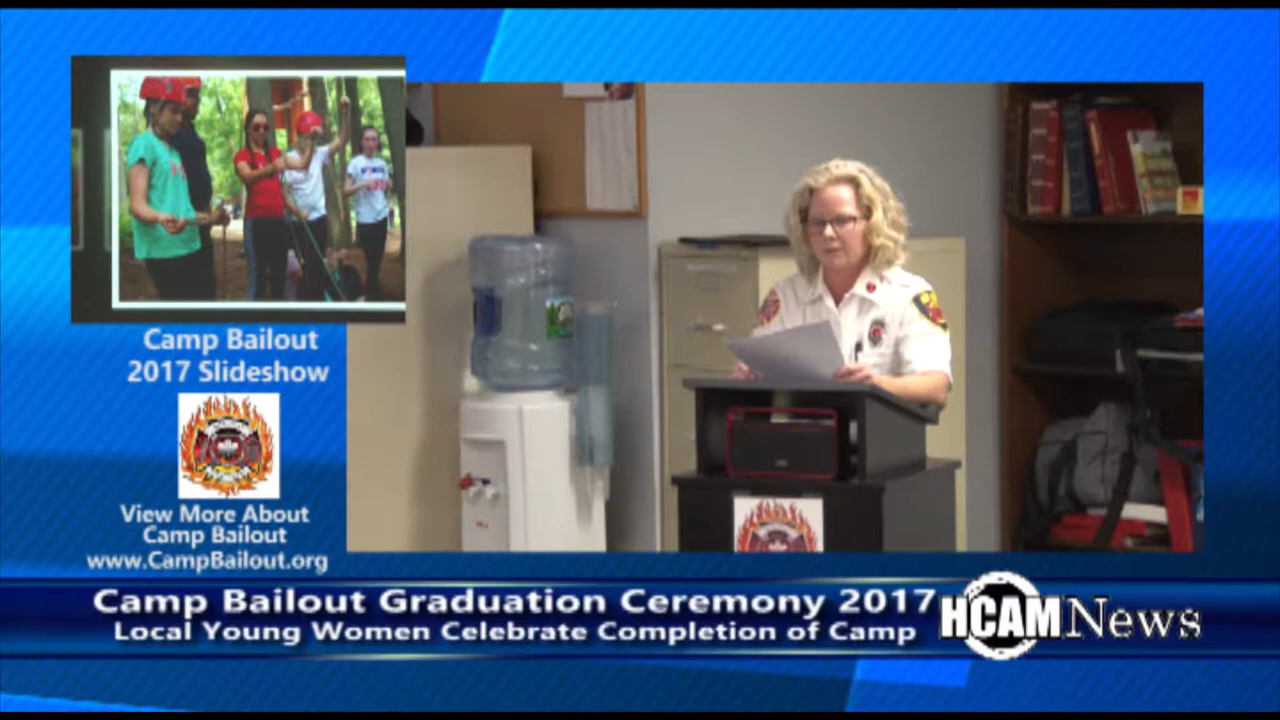 Camp Bailout
2017 Slideshow
View More About
Camp Bailout
www.CampBailout.org
Camp Bailout Graduation Ceremony 2017
Local Young Women Celebrate Completion of Camp
HCAM News